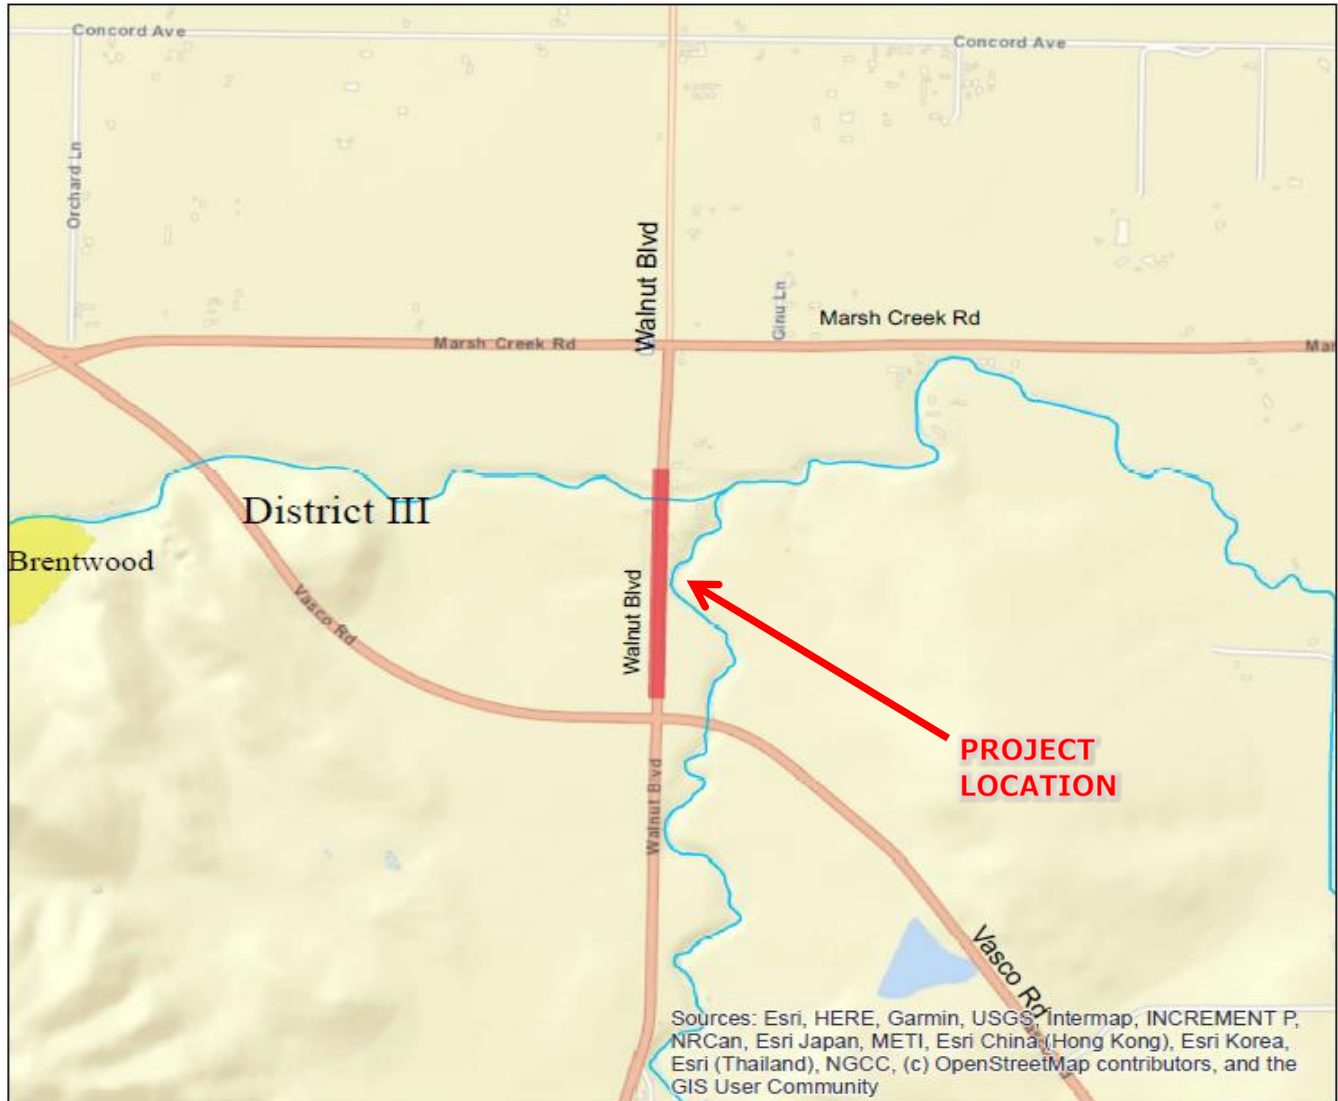 Concord Ave
Concord Ave
Orchard Ln
Walnut Blvd
Ginu Ln
Marsh Creek Rd
Marsh Creek Rd
Mar
District III
Brentwood
Vasco Rd
Walnut Blvd
PROJECT
LOCATION
Walnut Blvd
Vasco Rd
Sources: Esri, HERE, Garmin, USGS, Intermap, INCREMENT P,
NRCan, Esri Japan, METI, Esri China (Hong Kong), Esri Korea,
Esri (Thailand), NGCC, (c) OpenStreetMap contributors, and the
GIS User Community